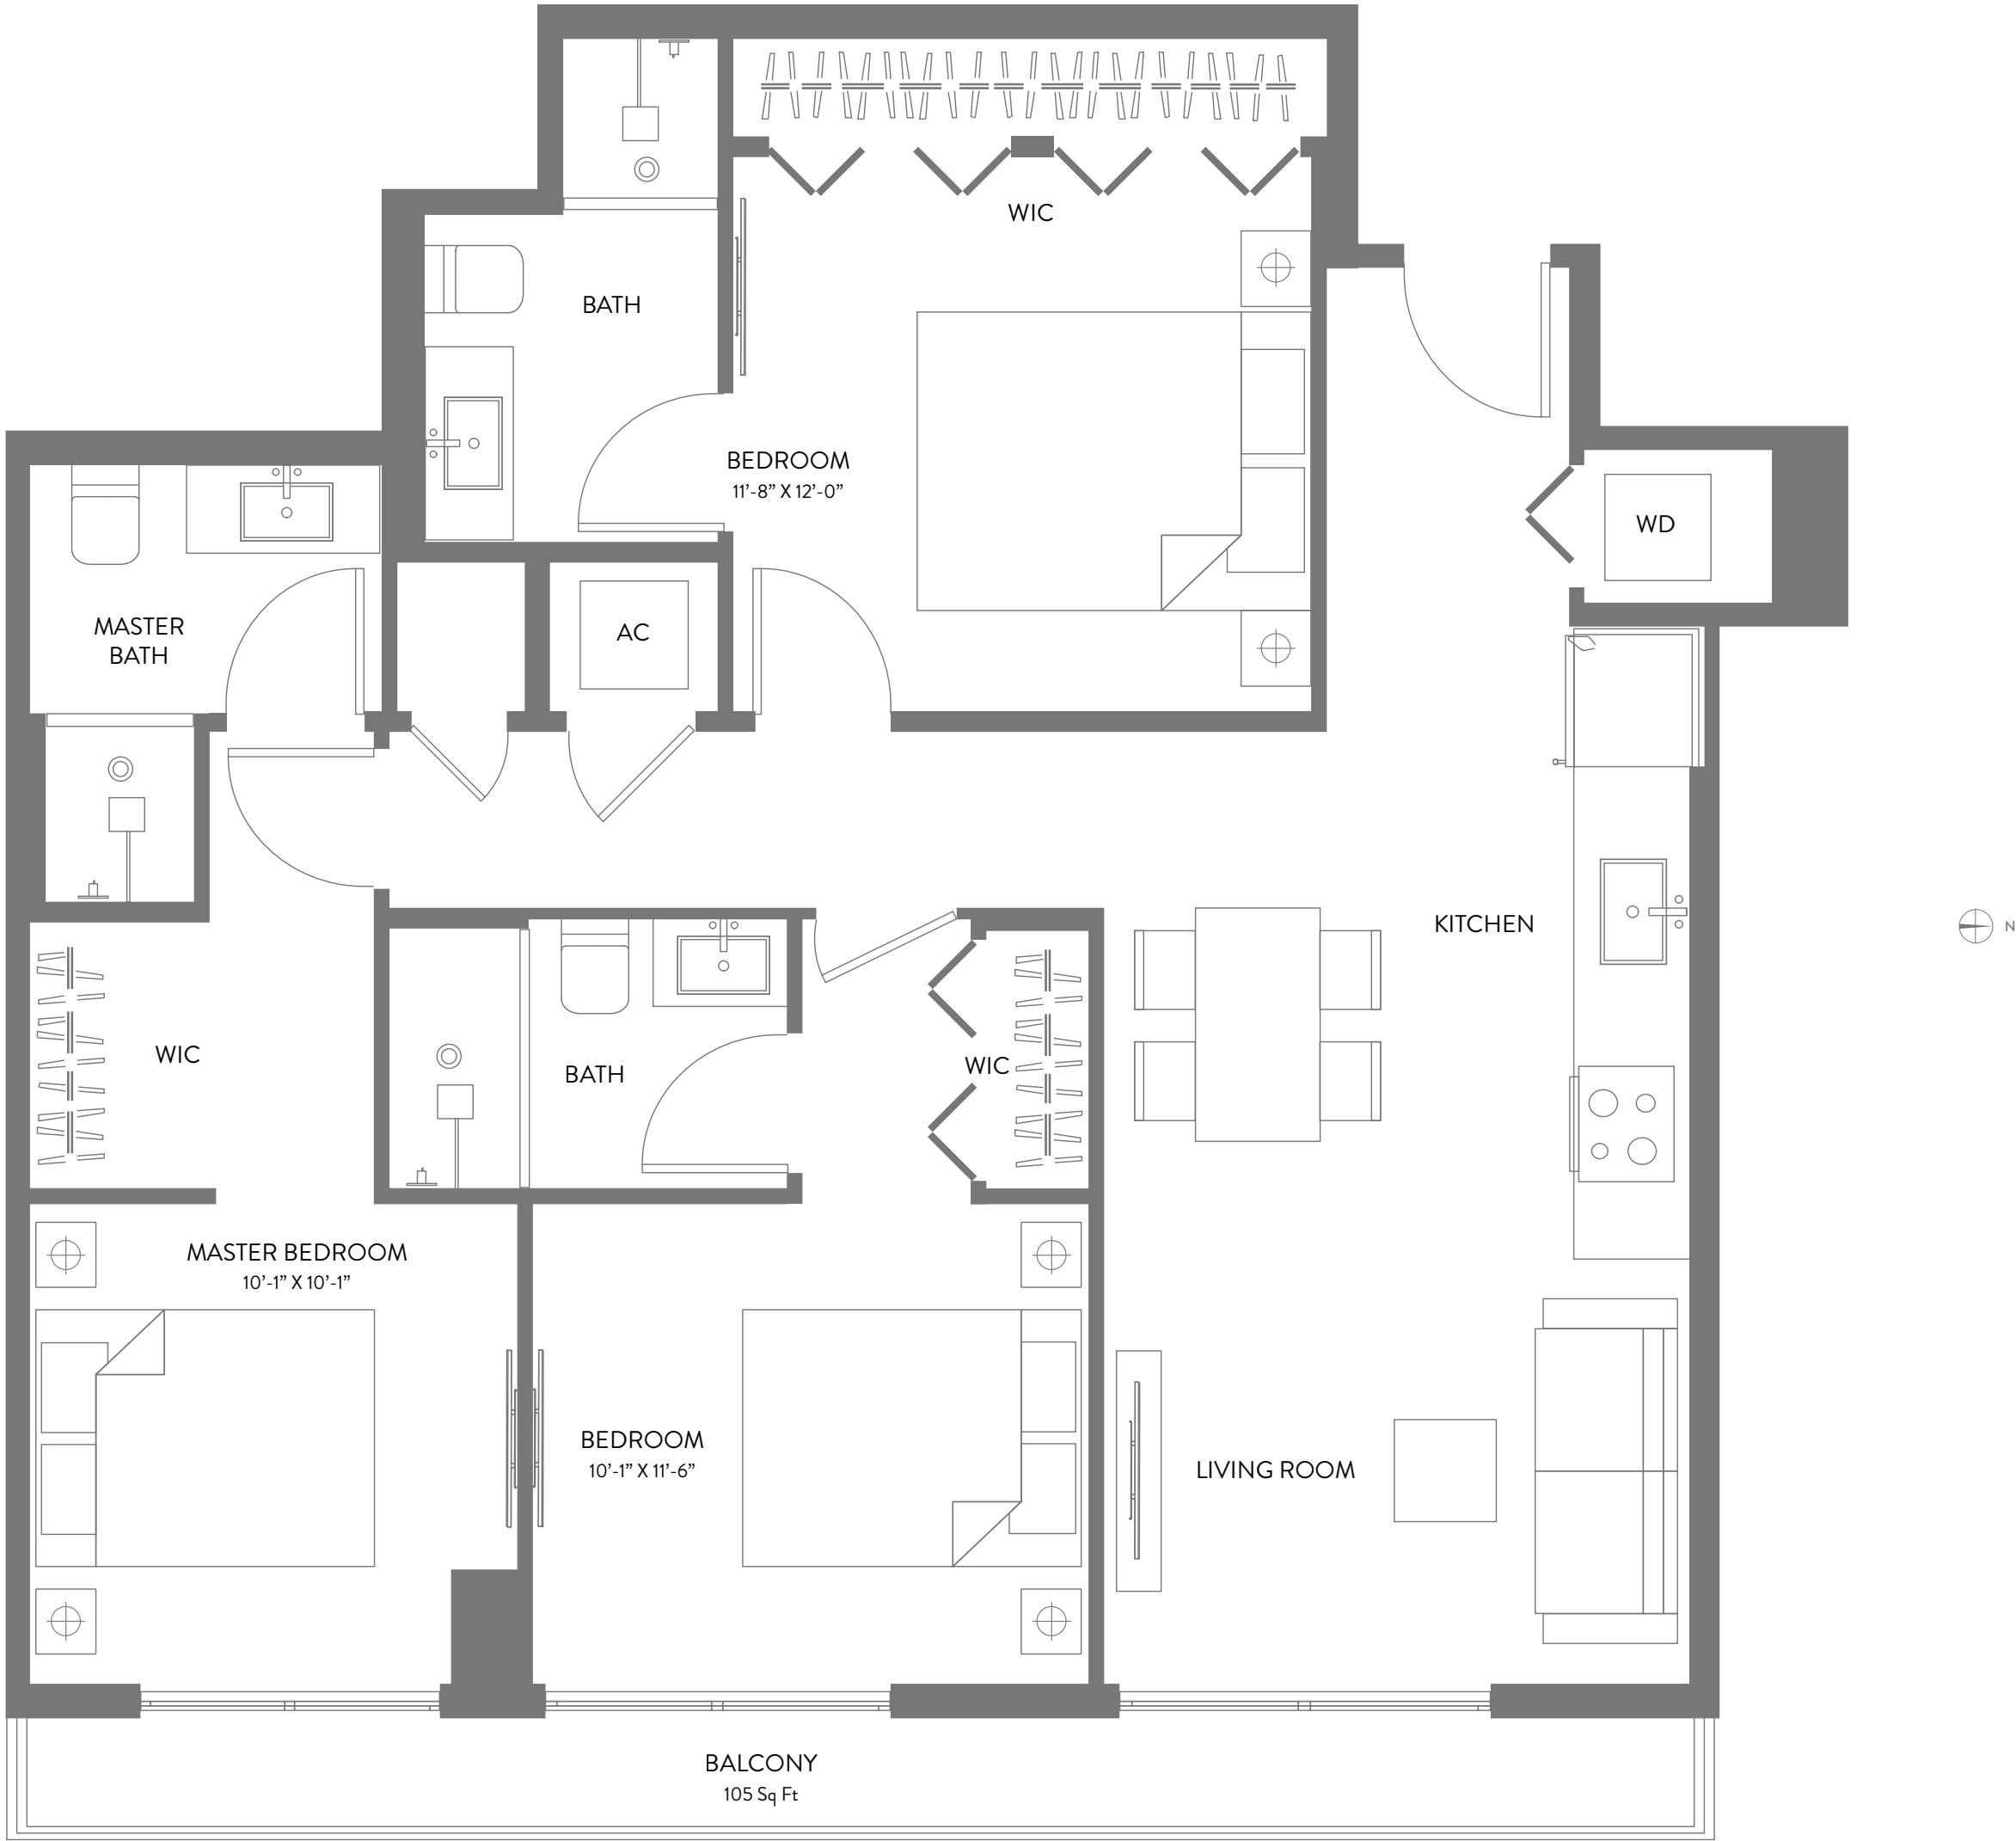 WIC
BATH
BEDROOM
11’-8” X 12’-0”
WD
MASTER
BATH
AC
KITCHEN
N
WIC
BATH
WIC
MASTER BEDROOM
10’-1” X 10’-1”
BEDROOM
10’-1” X 11’-6”
LIVING ROOM
BALCONY
105 Sq Ft